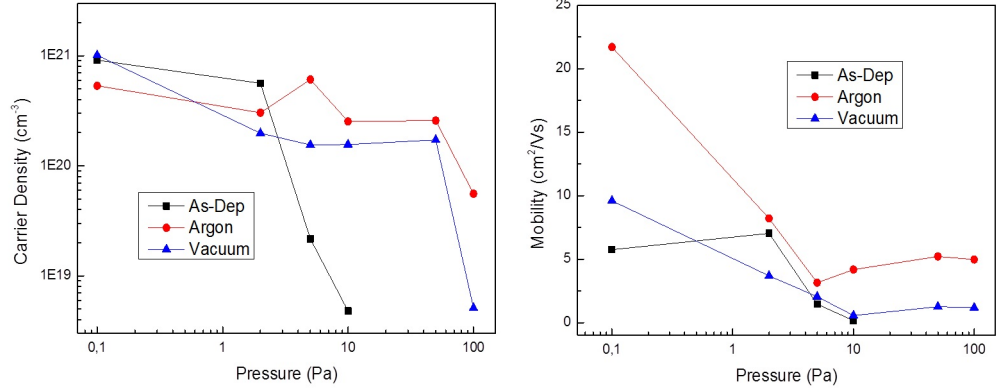 1E21
1E20
1E19
Carrier Density (cm-3)
As-Dep
Argon
Vacuum
0,1
1
10
100
Pressure (Pa)
25
20
15
10
5
0
Mobility (cm2/Vs)
As-Dep
Argon
Vacuum
0,1
1
10
100
Pressure (Pa)